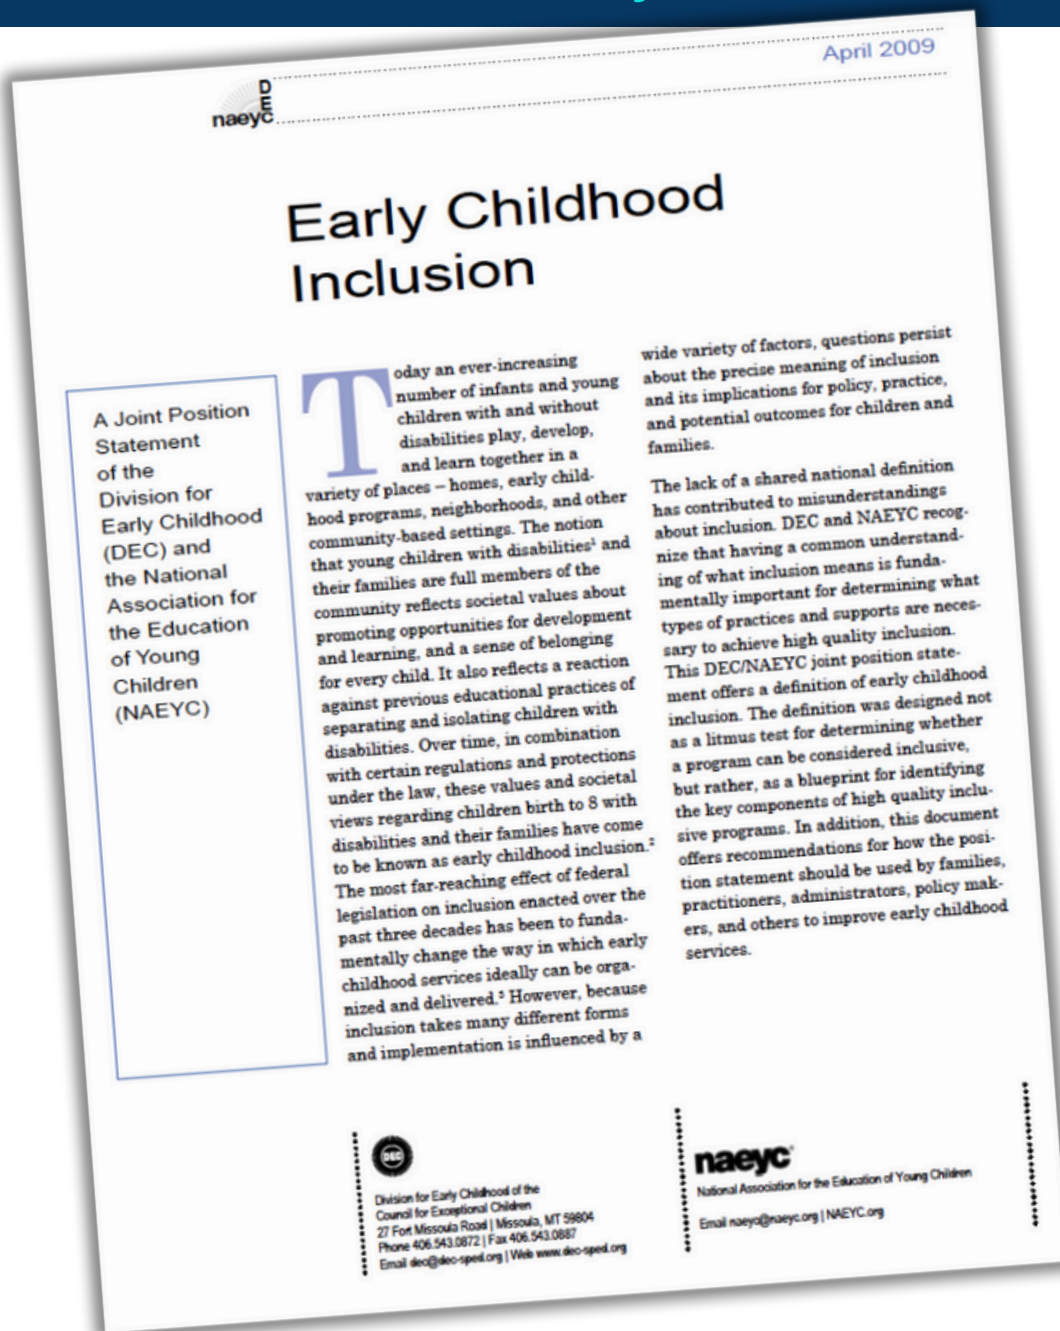 April 2009
DEC
naeyc
Early Childhood
Inclusion
A Joint Position
Statement
of the
Division for
Early Childhood
(DEC) and
the National
Association for
the Education
of Young
Children
(NAEYC)
Today an ever-increasing
number of infants and young
children with and without
disabilities play, develop,
and learn together in a
variety of places – homes, early child-
hood programs, neighborhoods, and other
community-based settings. The notion
that young children with disabilities¹ and
their families are full members of the
community reflects societal values about
promoting opportunities for development
and learning, and a sense of belonging
for every child. It also reflects a reaction
against previous educational practices of
separating and isolating children with
disabilities. Over time, in combination
with certain regulations and protections
under the law, these values and societal
views regarding children birth to 8 with
disabilities and their families have come
to be known as early childhood inclusion.²
The most far-reaching effect of federal
legislation on inclusion enacted over the
past three decades has been to funda-
mentally change the way in which early
childhood services ideally can be orga-
nized and delivered.³ However, because
inclusion takes many different forms
and implementation is influenced by a
wide variety of factors, questions persist
about the precise meaning of inclusion
and its implications for policy, practice,
and potential outcomes for children and
families.
The lack of a shared national definition
has contributed to misunderstandings
about inclusion. DEC and NAEYC recog-
nize that having a common understand-
ing of what inclusion means is funda-
mentally important for determining what
types of practices and supports are neces-
sary to achieve high quality inclusion.
This DEC/NAEYC joint position state-
ment offers a definition of early childhood
inclusion. The definition was designed not
as a litmus test for determining whether
a program can be considered inclusive,
but rather, as a blueprint for identifying
the key components of high quality inclu-
sive programs. In addition, this document
offers recommendations for how the posi-
tion statement should be used by families,
practitioners, administrators, policy mak-
ers, and others to improve early childhood
services.
DEC
Division for Early Childhood of the
Council for Exceptional Children
27 Fort Missoula Road | Missoula, MT 59804
Phone 406.543.0872 | Fax 406.543.0887
Email dec@dec-sped.org | Web www.dec-sped.org
naeyc
National Association for the Education of Young Children
Email naeyc@naeyc.org | NAEYC.org